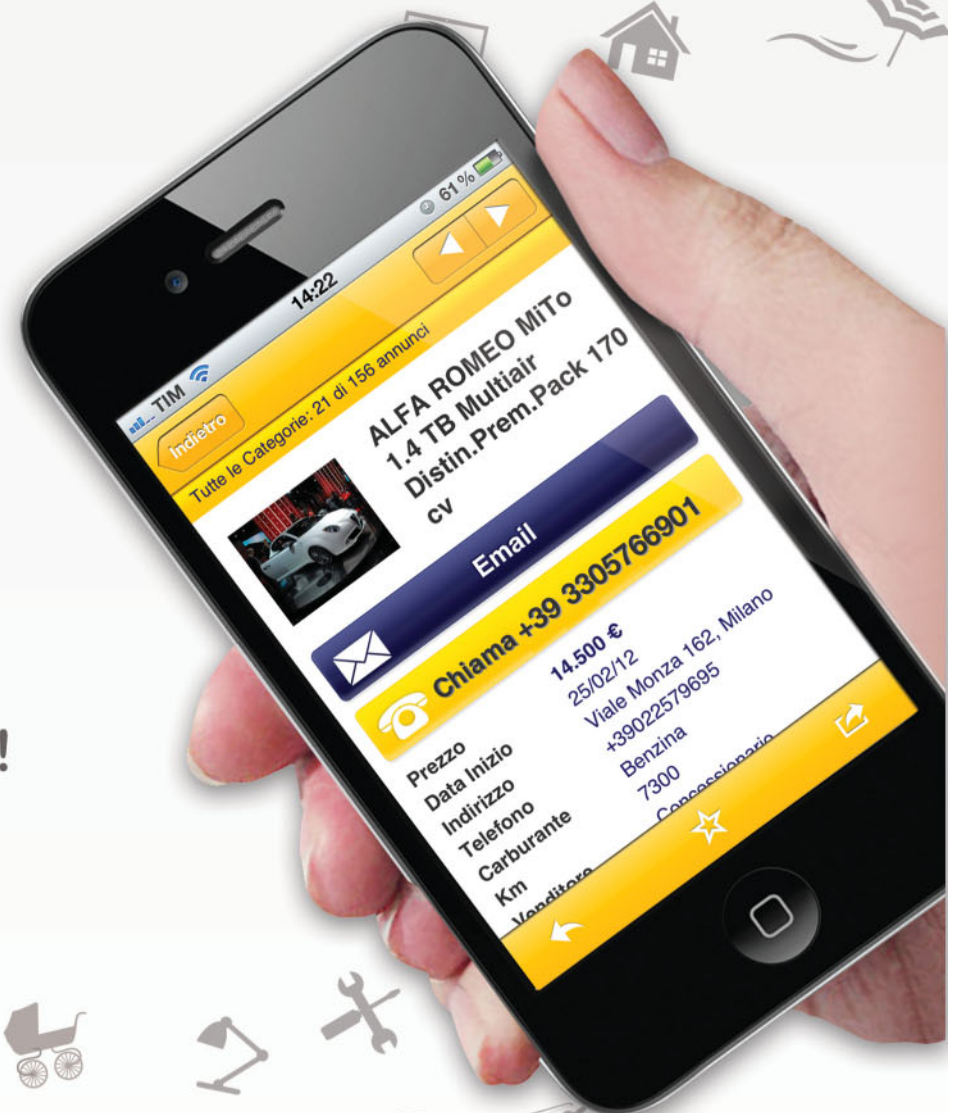 TIM 14:22 61 %
Indietro
Tutte le Categorie: 21 di 156 annunci
ALFA ROMEO MiTo
1.4 TB Multiair
Distin.Prem.Pack 170
cv
Email
Chiama +39 3305766901
Prezzo 14.500 €
Data Inizio 25/02/12
Indirizzo Viale Monza 162, Milano
Telefono +39022579695
Carburante Benzina
Km 7300
Venditore Concessionario
!